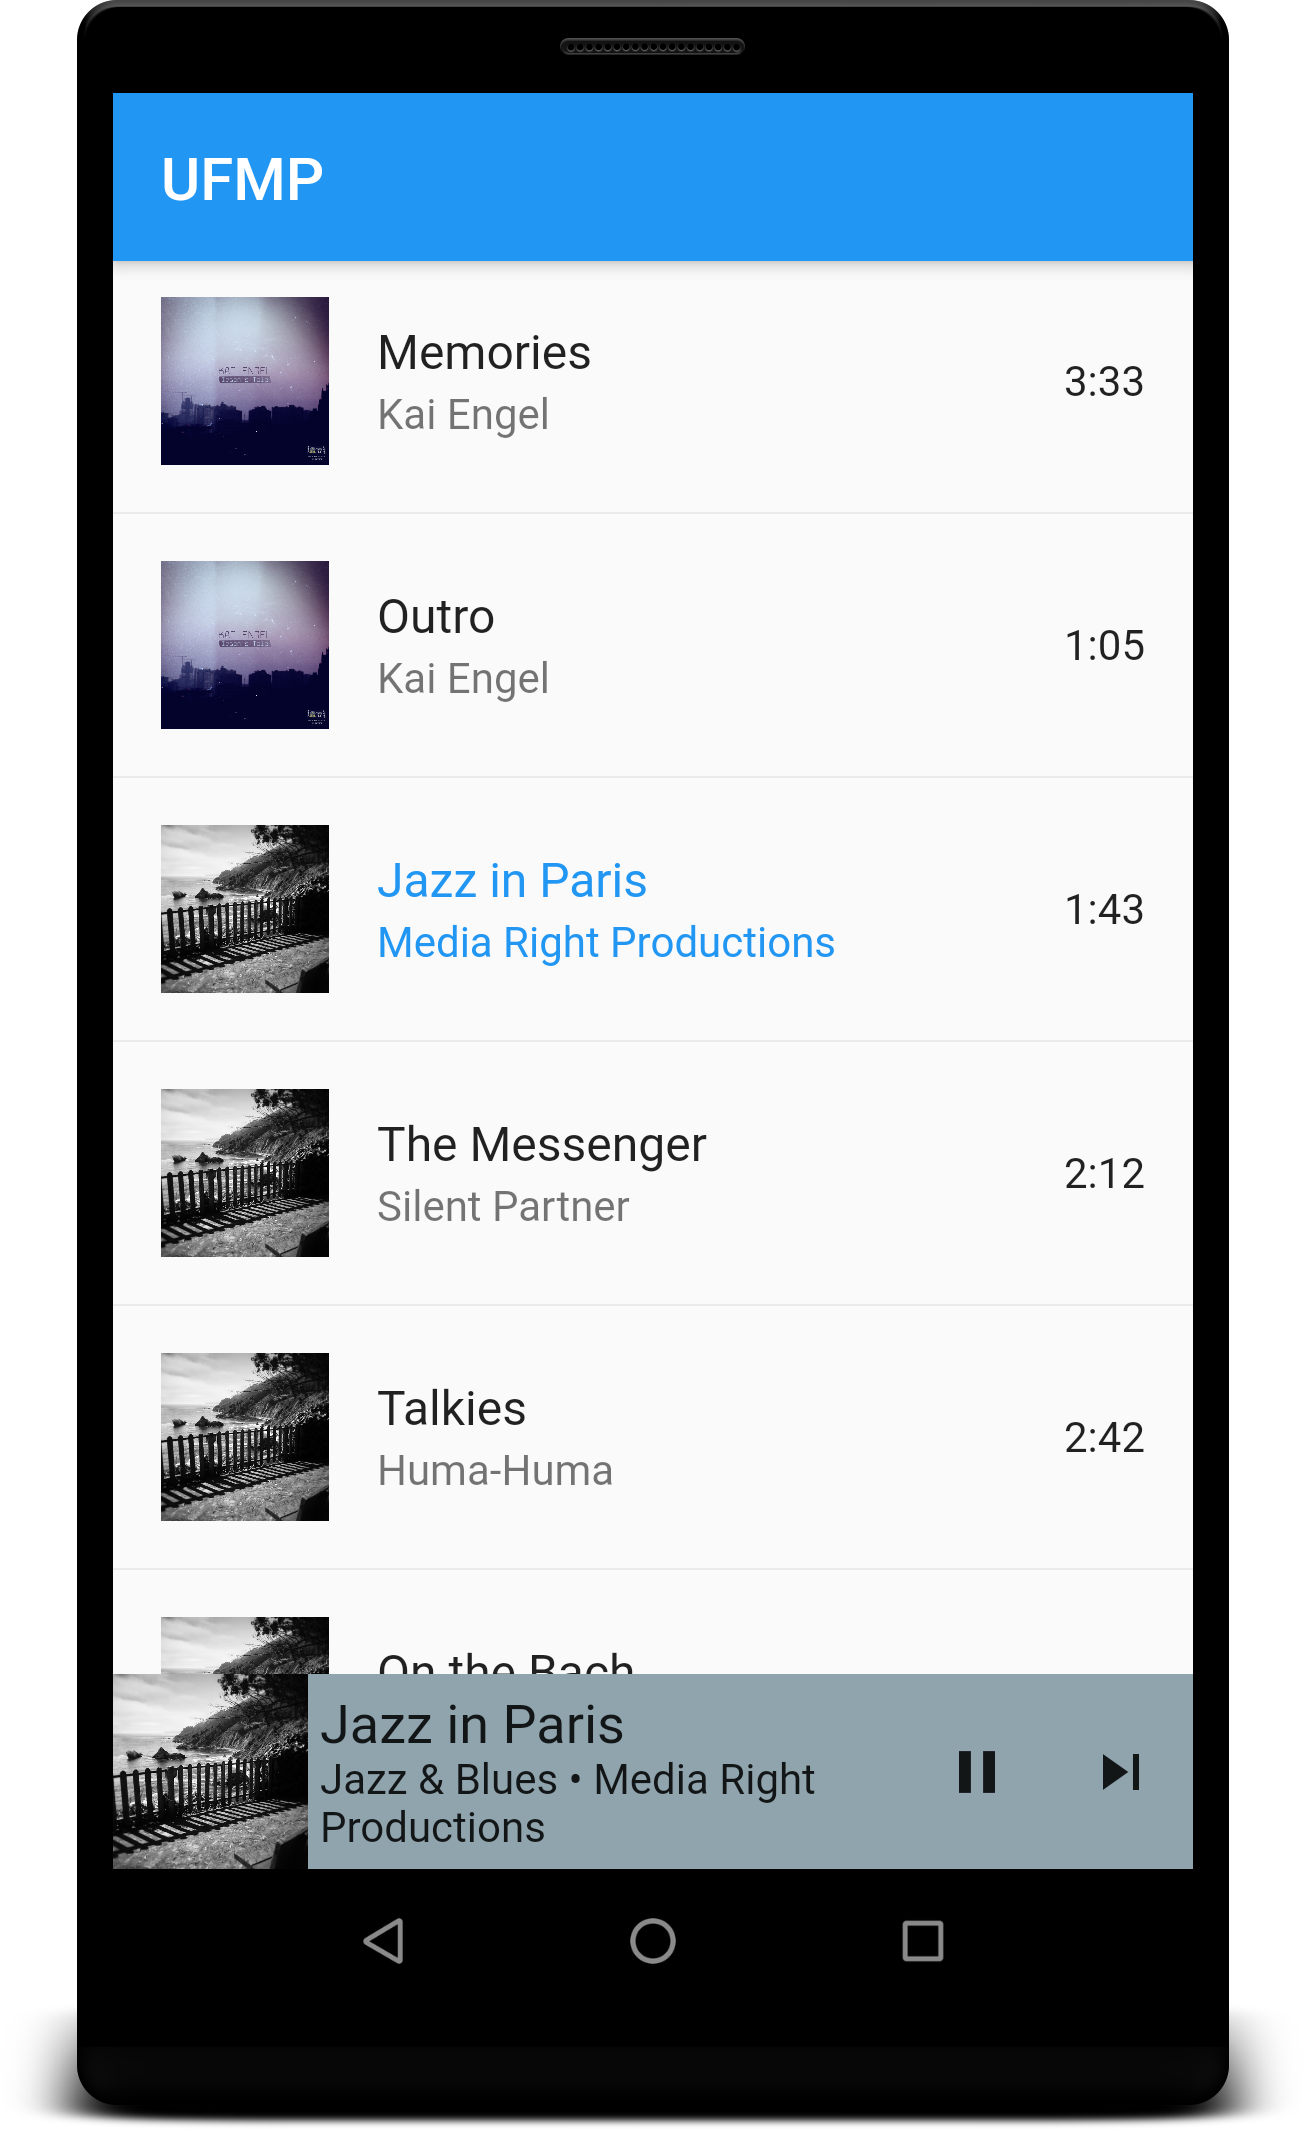 UFMP
Memories
Kai Engel
3:33
Outro
Kai Engel
1:05
Jazz in Paris
Media Right Productions
1:43
The Messenger
Silent Partner
2:12
Talkies
Huma-Huma
2:42
On the Bach
Jazz in Paris
Jazz & Blues • Media Right
Productions